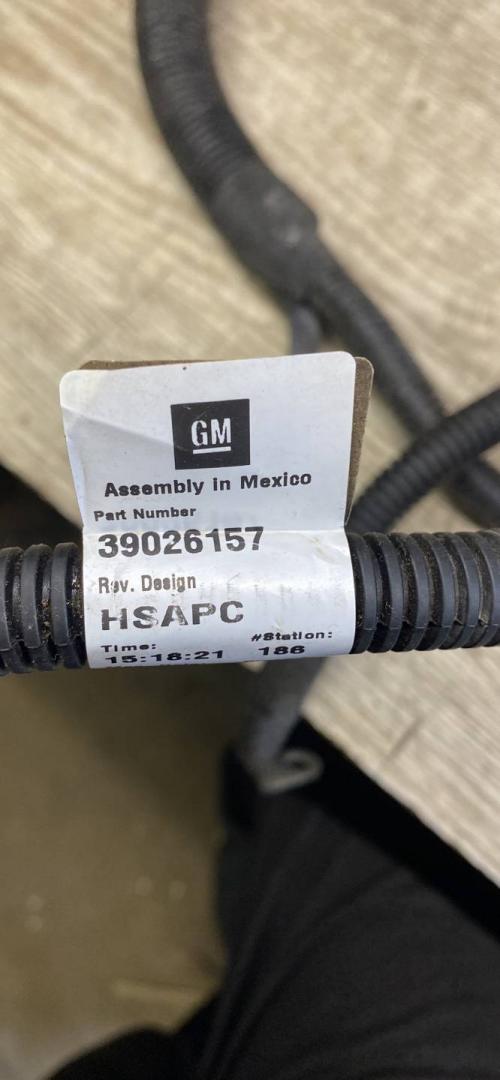 GM
Assembly in Mexico
Part Number
39026157
Rev. Design
HSAPC
Time: #Station:
15:18:21 186